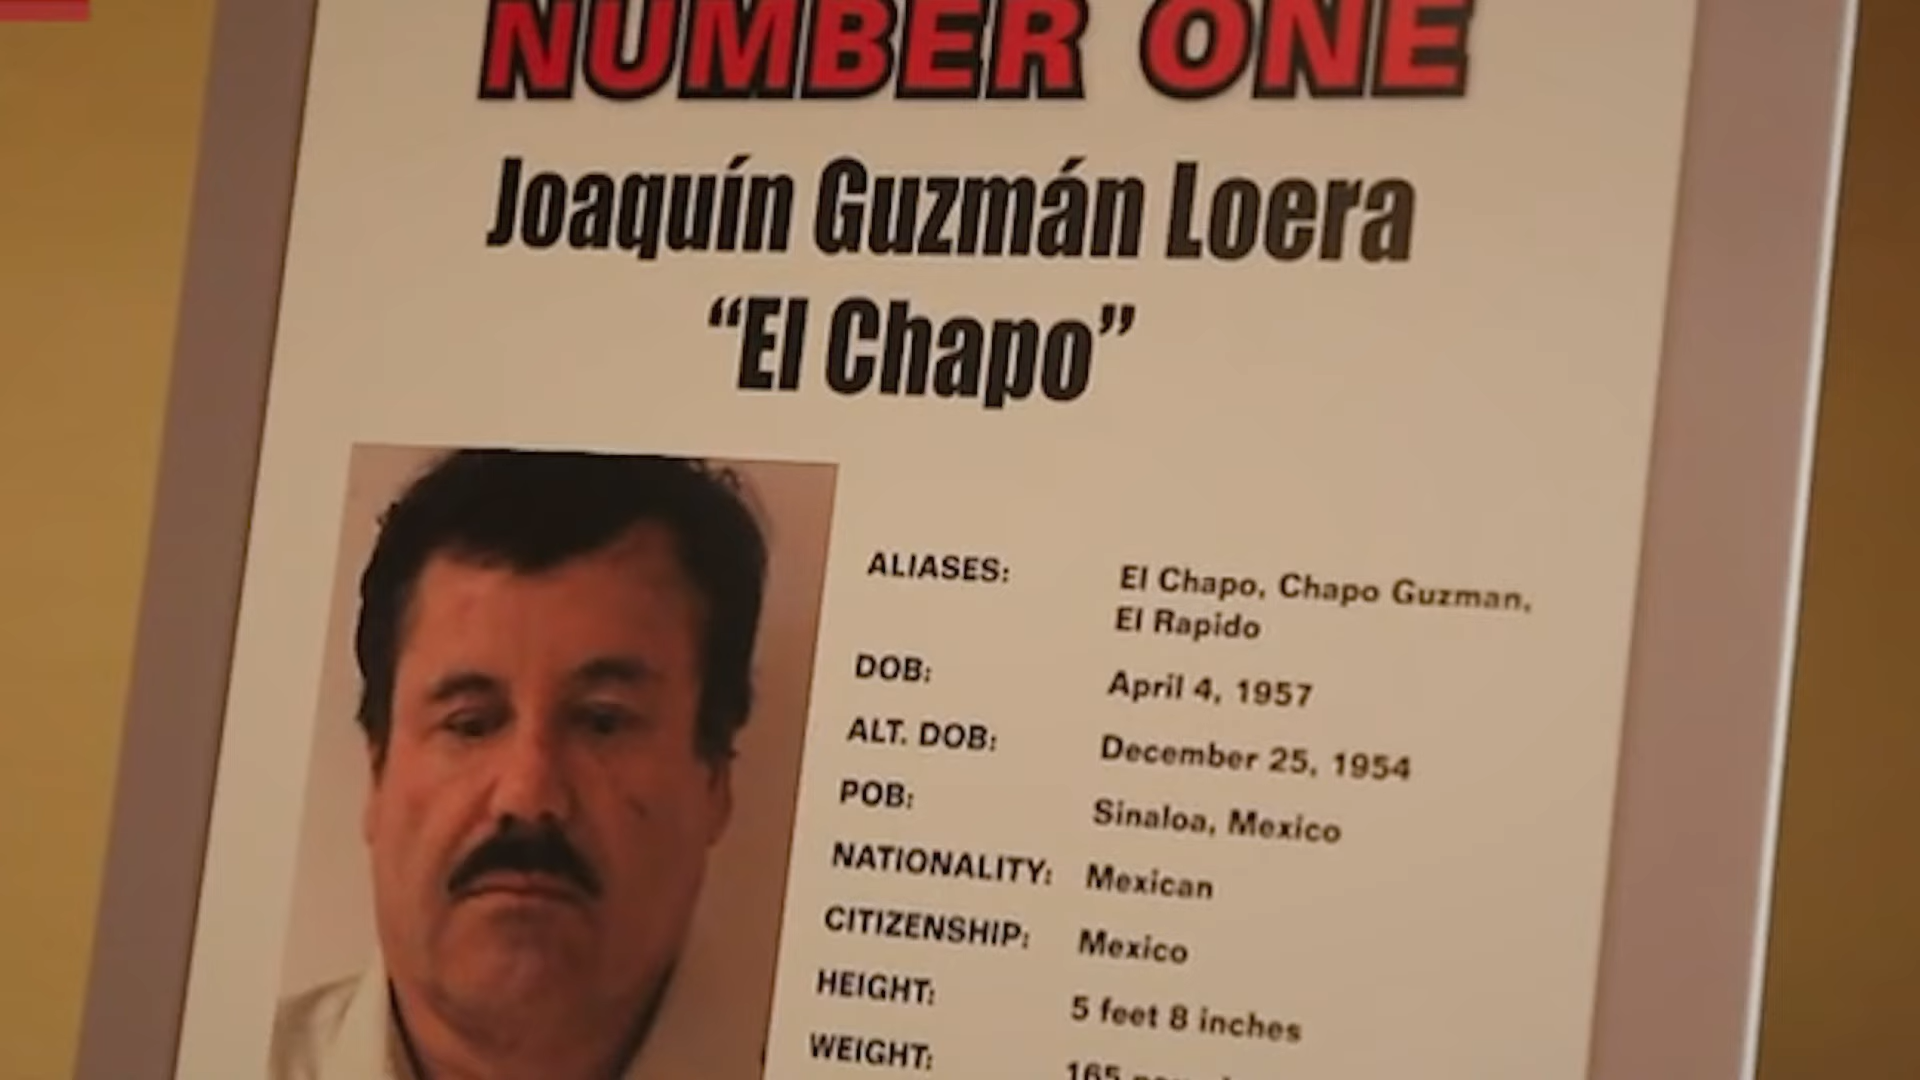 NUMBER ONE
Joaquín Guzmán Loera
“El Chapo”
ALIASES: El Chapo, Chapo Guzman,
El Rapido
DOB: April 4, 1957
ALT. DOB: December 25, 1954
POB: Sinaloa, Mexico
NATIONALITY: Mexican
CITIZENSHIP: Mexico
HEIGHT: 5 feet 8 inches
WEIGHT: 165